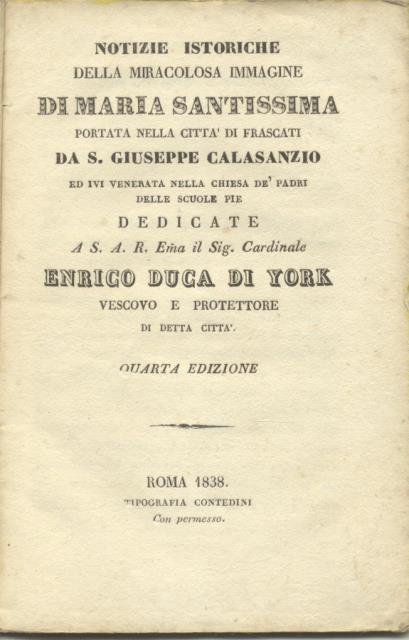 NOTIZIE ISTORICHE
DELLA MIRACOLOSA IMMAGINE
DI MARIA SANTISSIMA
PORTATA NELLA CITTA' DI FRASCATI
DA S. GIUSEPPE CALASANZIO
ED IVI VENERATA NELLA CHIESA DE' PADRI
DELLE SCUOLE PIE
DEDICATE
A S. A. R. Em̃a il Sig. Cardinale
ENRICO DUCA DI YORK
VESCOVO E PROTETTORE
DI DETTA CITTA'.
QUARTA EDIZIONE
ROMA 1838.
TIPOGRAFIA CONTEDINI
Con permesso.